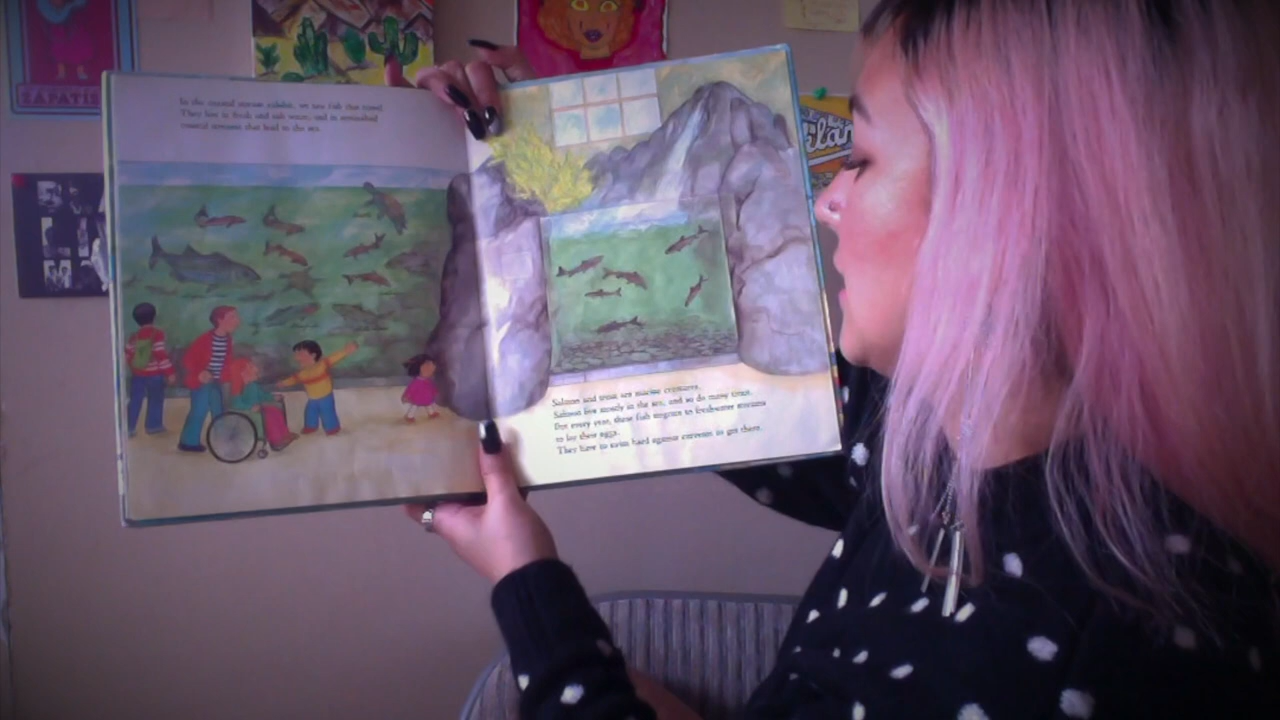 ZAPATIS
In the coastal stream exhibit, we saw fish that travel.
They live in fresh and salt water, and in
coastal streams that lead to the sea.
Salmon and trout are marine creatures.
Salmon live mostly in the sea, and so do many trout.
But every year, these fish migrate to freshwater streams
to lay their eggs.
They have to swim hard against currents to get there.